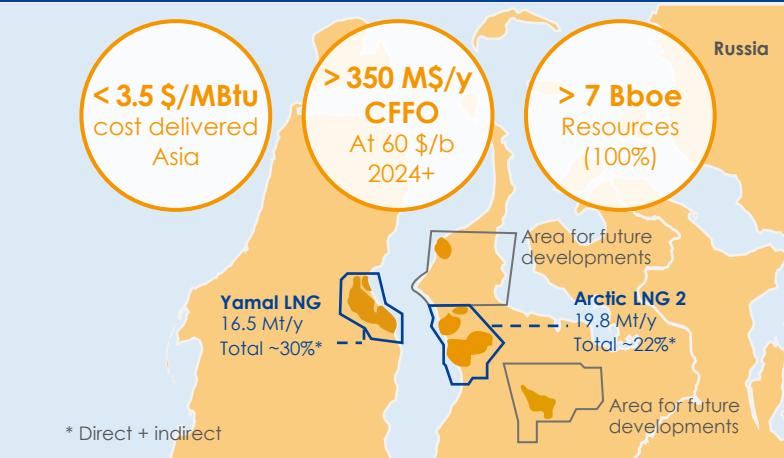 Russia
< 3.5 $/MBtu
cost delivered
Asia
> 350 M$/y
CFFO
At 60 $/b
2024+
> 7 Bboe
Resources
(100%)
Area for future
developments
Yamal LNG
16.5 Mt/y
Total ~30%*
Arctic LNG 2
19.8 Mt/y
Total ~22%*
Area for future
developments
* Direct + indirect